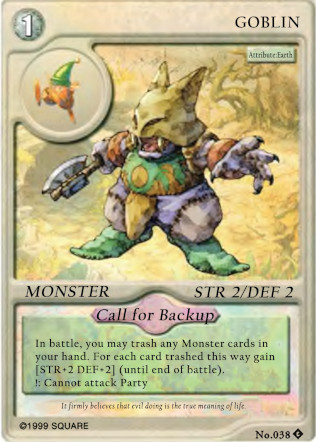 1
GOBLIN
Attribute:Earth
MONSTER STR 2/DEF 2
Call for Backup
In battle, you may trash any Monster cards in
your hand. For each card trashed this way gain
[STR+2 DEF+2] (until end of battle).
!: Cannot attack Party
It firmly believes that evil doing is the true meaning of life.
©1999 SQUARE
No.038